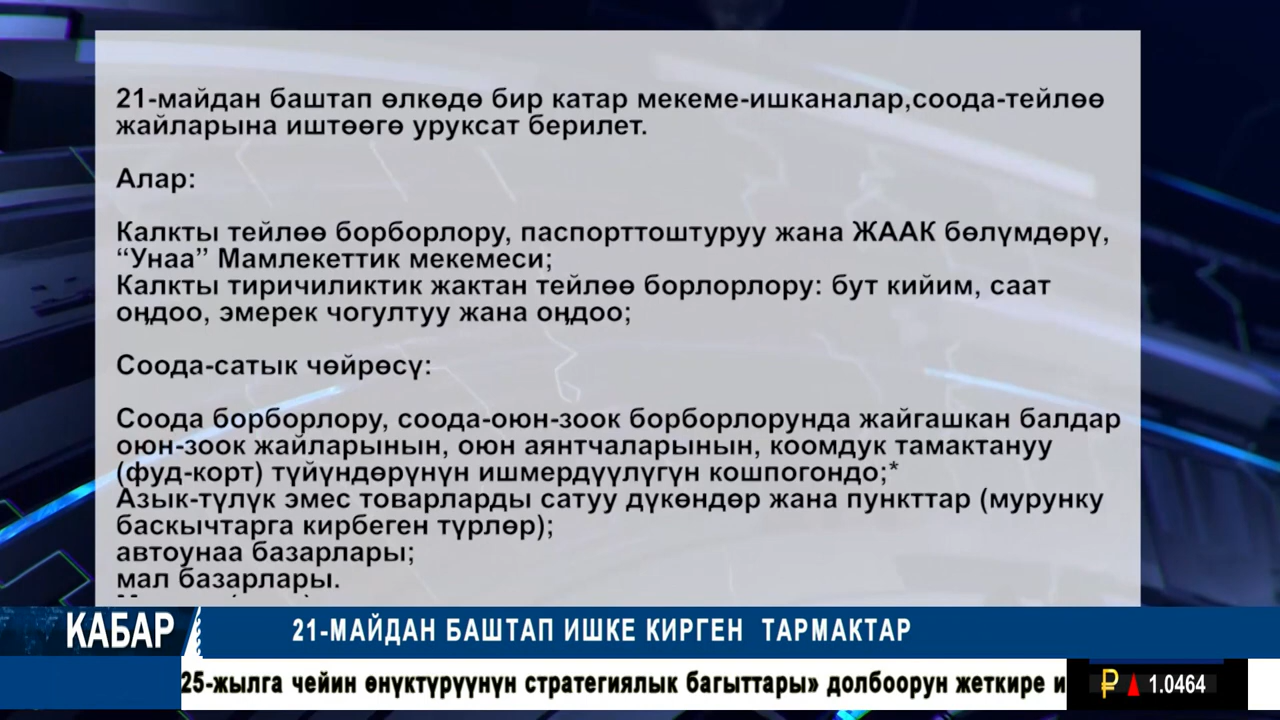 21-майдан баштап өлкөдө бир катар мекеме-ишканалар,соода-тейлөө
жайларына иштөөгө уруксат берилет.
Алар:
Калкты тейлөө борборлору, паспорттоштуруу жана ЖААК бөлүмдөрү,
“Унаа” Мамлекеттик мекемеси;
Калкты тиричиликтик жактан тейлөө борлорлору: бут кийим, саат
оңдоо, эмерек чогултуу жана оңдоо;
Соода-сатык чөйрөсү:
Соода борборлору, соода-оюн-зоок борборлорунда жайгашкан балдар
оюн-зоок жайларынын, оюн аянтчаларынын, коомдук тамактануу
(фуд-корт) түйүндөрүнүн ишмердүүлүгүн кошпогондо;*
Азык-түлүк эмес товарларды сатуу дүкөндөр жана пункттар (мурунку
баскычтарга кирбеген түрлөр);
автоунаа базарлары;
мал базарлары.
КАБАР
21-МАЙДАН БАШТАП ИШКЕ КИРГЕН ТАРМАКТАР
25-жылга чейин өнүктүрүүнүн стратегиялык багыттары» долбоорун жеткире и
₽ ▲ 1.0464